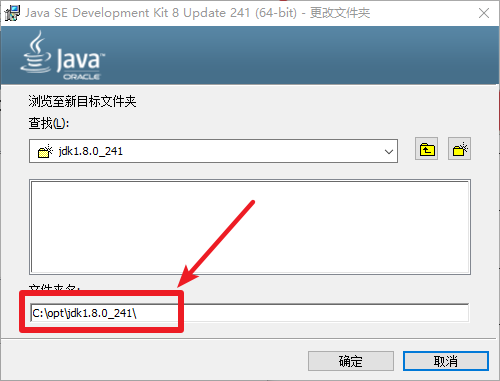 Java SE Development Kit 8 Update 241 (64-bit) - 更改文件夹
Java
ORACLE
浏览至新目标文件夹
查找(L):
jdk1.8.0_241
文件夹名:
C:\opt\jdk1.8.0_241\
确定
取消